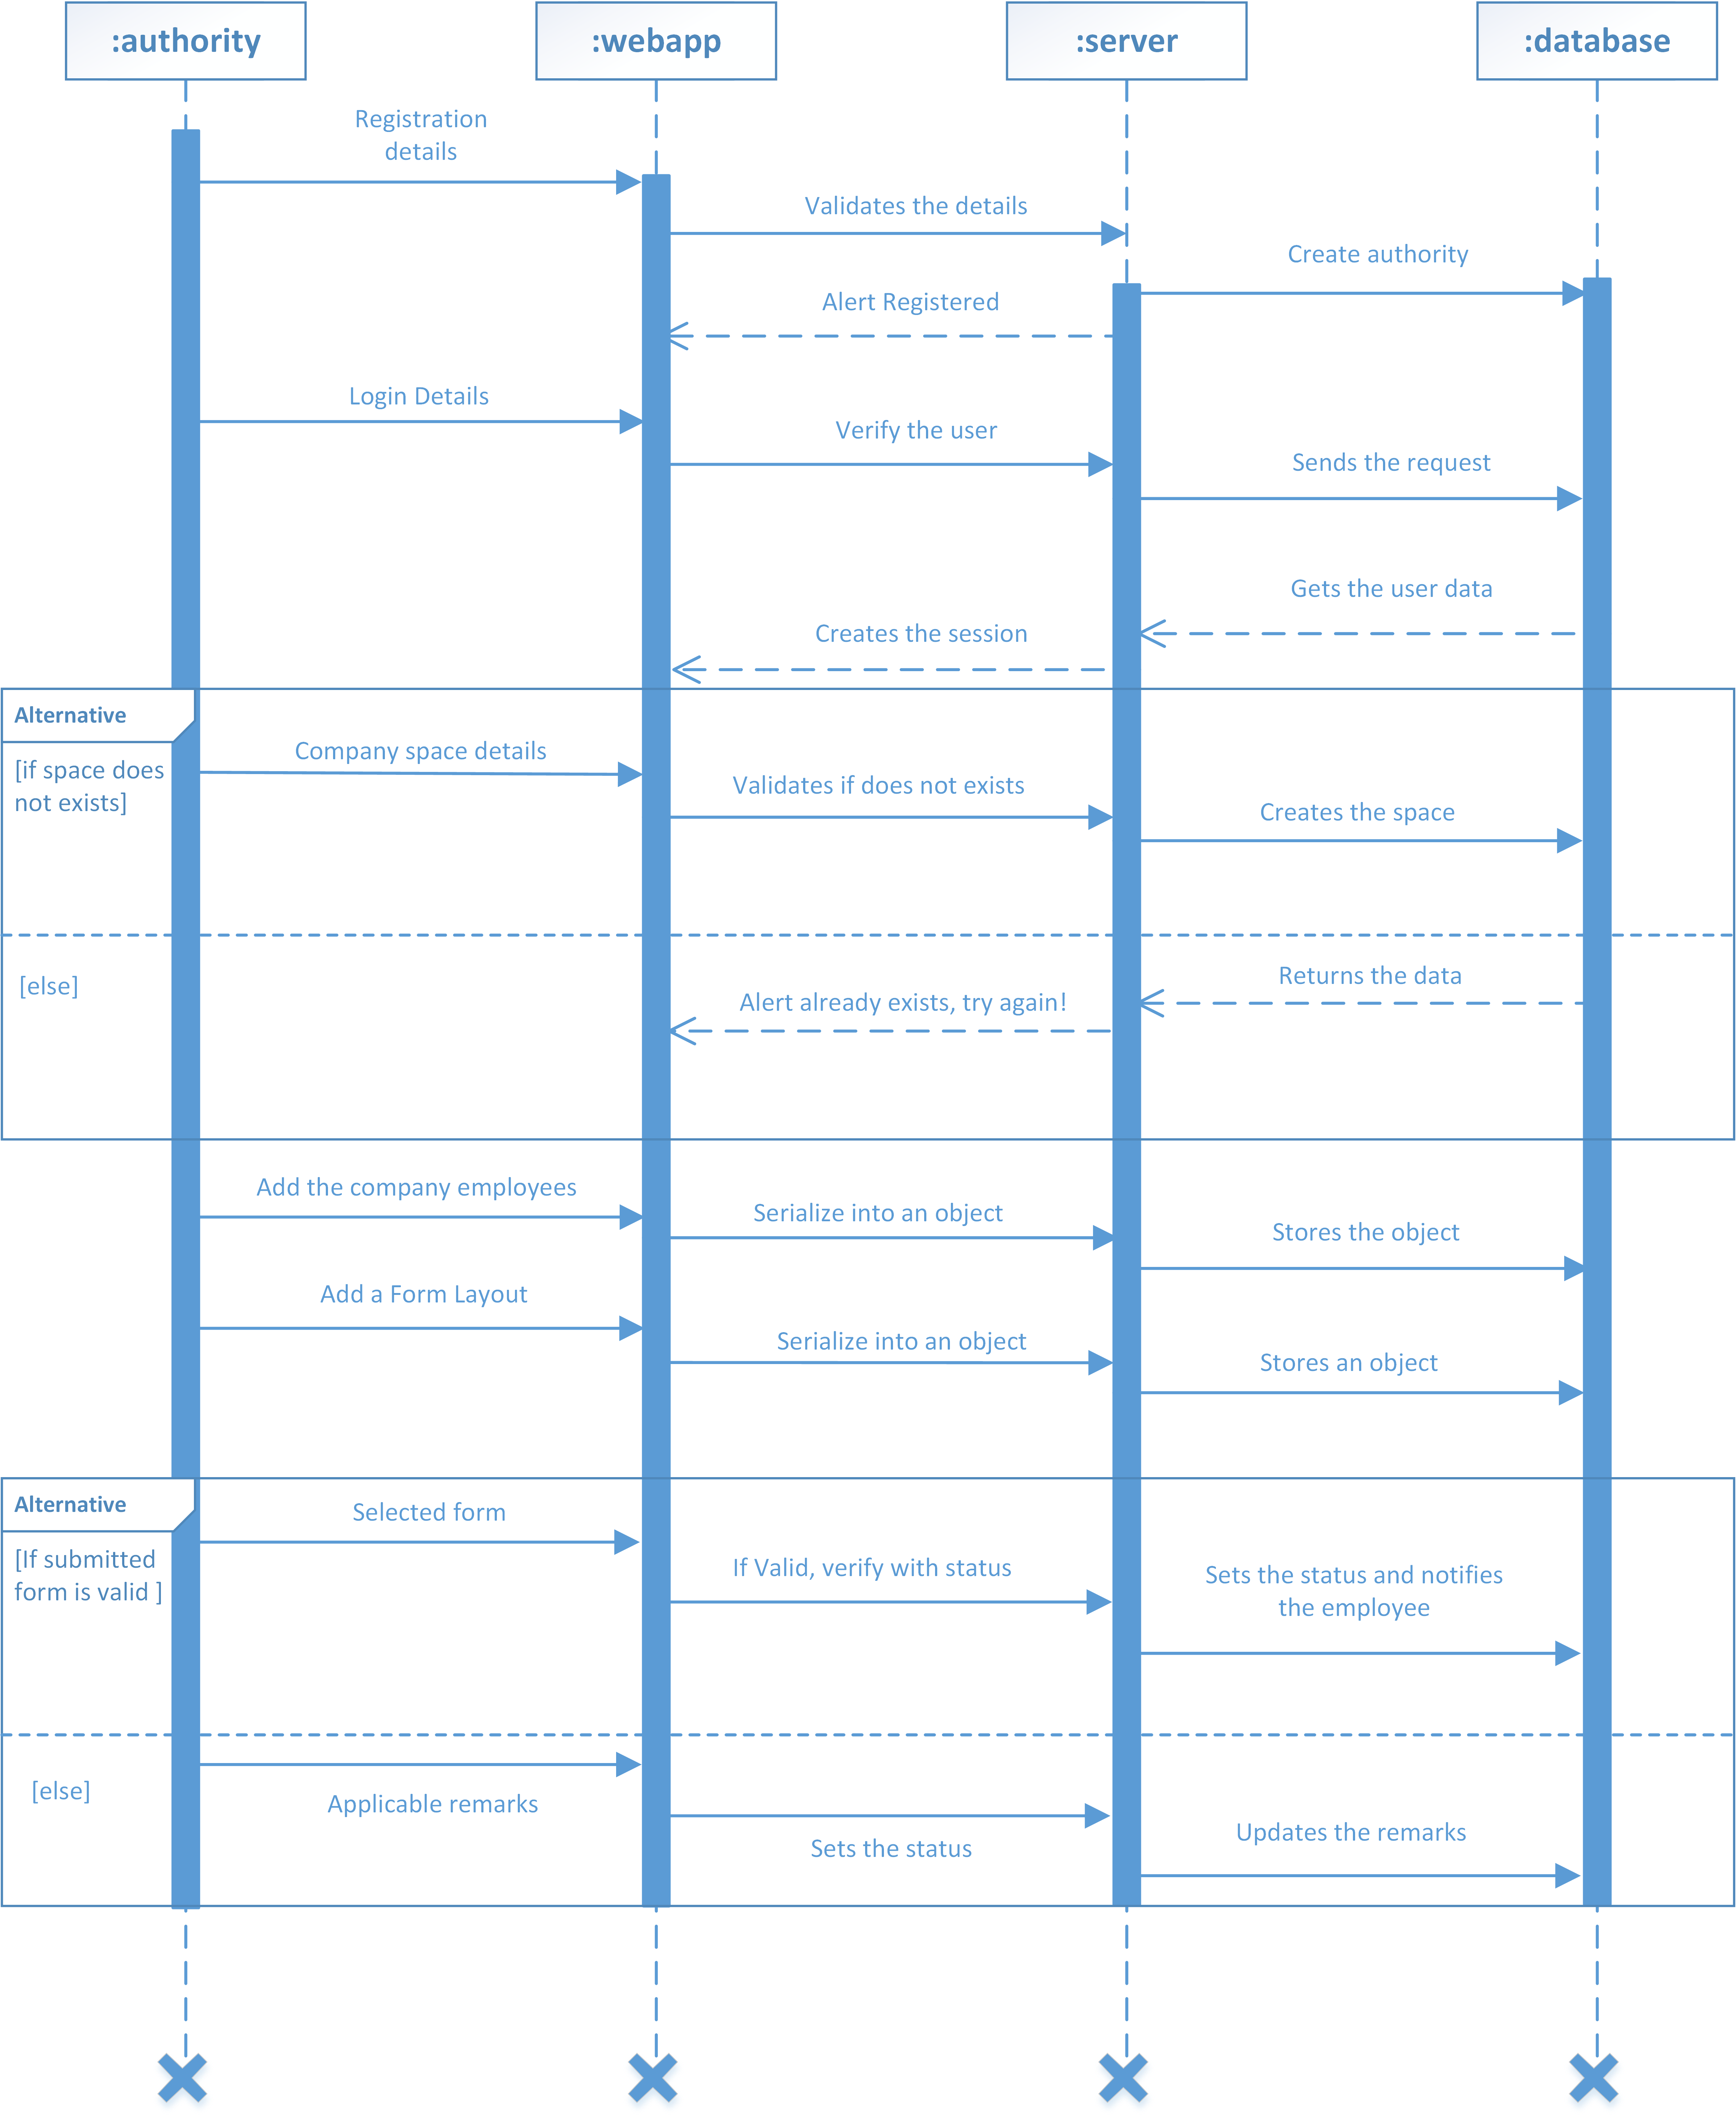 :authority
:webapp
:server
:database
Registration
details
Validates the details
Create authority
Alert Registered
Login Details
Verify the user
Sends the request
Gets the user data
Creates the session
Alternative
[if space does
not exists]
Company space details
Validates if does not exists
Creates the space
[else]
Returns the data
Alert already exists, try again!
Add the company employees
Serialize into an object
Stores the object
Add a Form Layout
Serialize into an object
Stores an object
Alternative
[If submitted
form is valid ]
Selected form
If Valid, verify with status
Sets the status and notifies
the employee
[else]
Applicable remarks
Sets the status
Updates the remarks